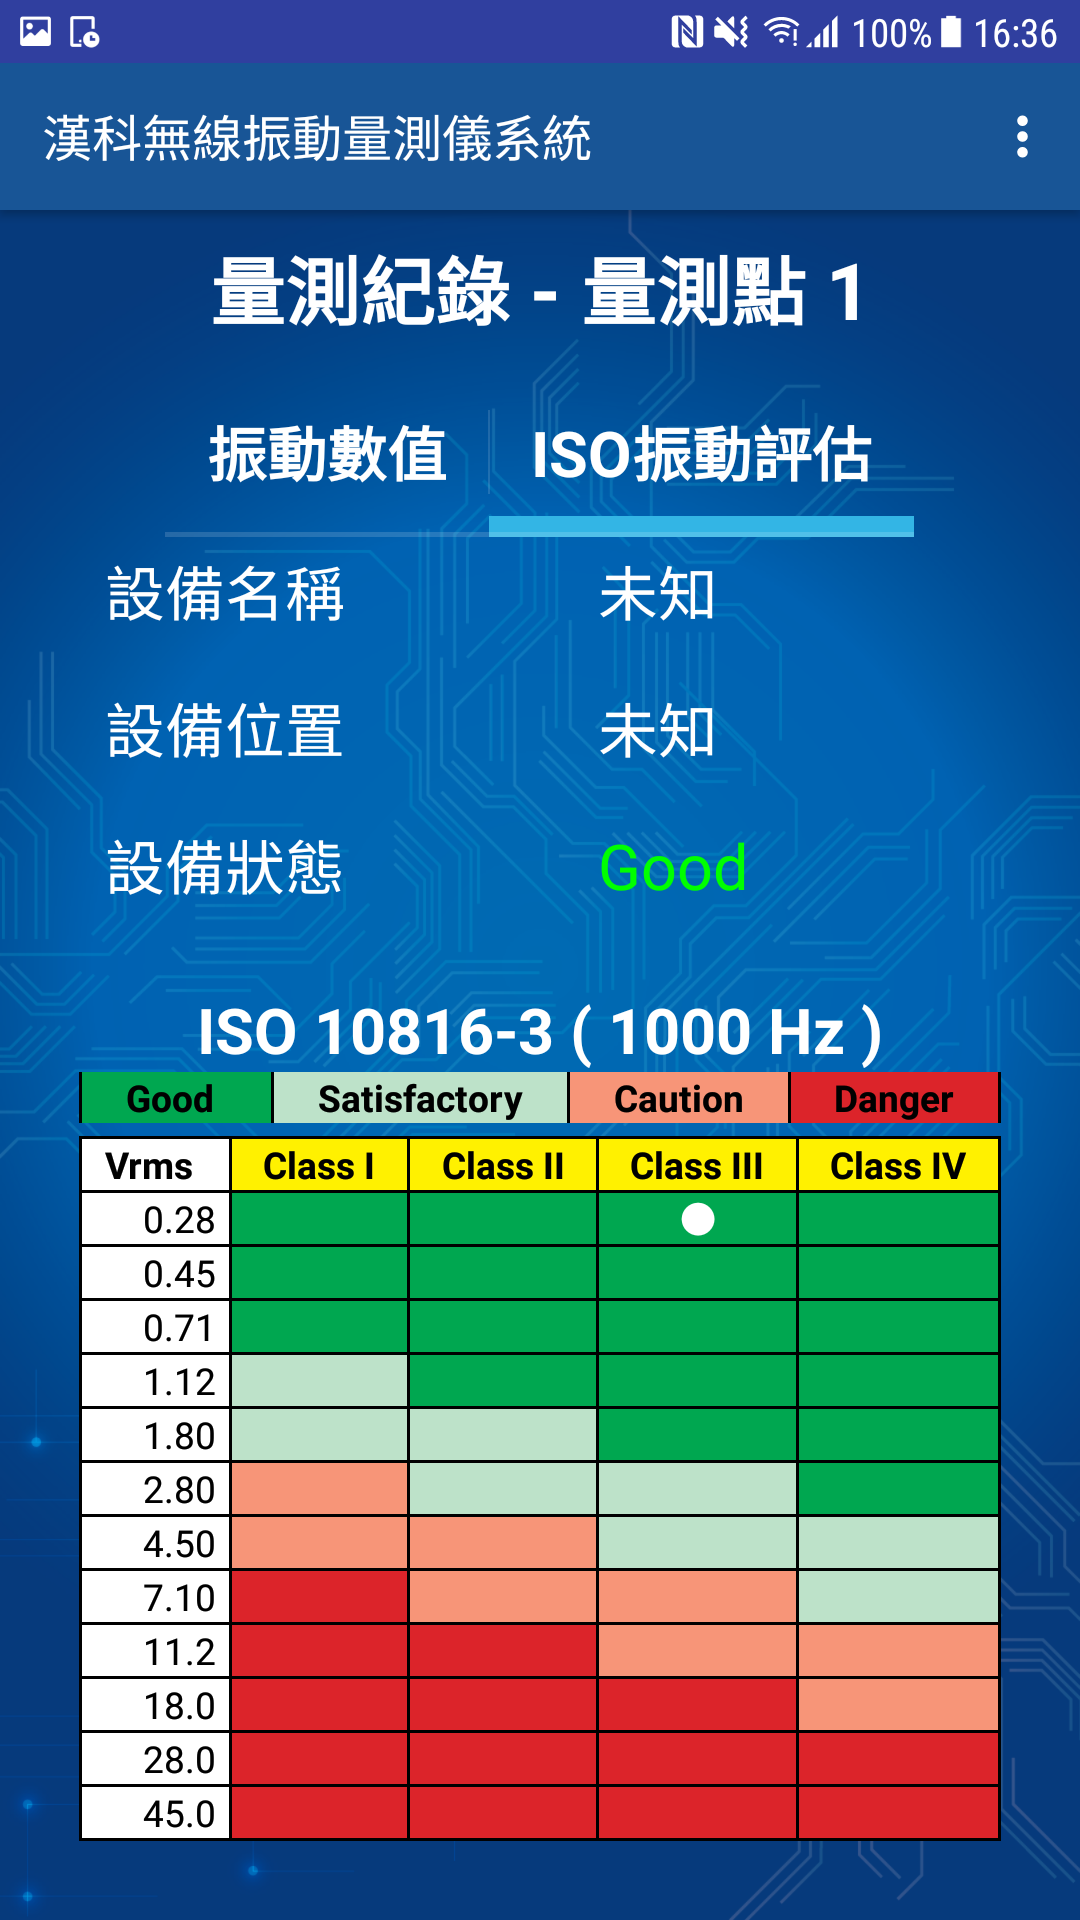 100% 16:36
漢科無線振動量測儀系統
量測紀錄 - 量測點 1
振動數值 ISO振動評估
設備名稱 未知
設備位置 未知
設備狀態 Good
ISO 10816-3 ( 1000 Hz )
Good Satisfactory Caution Danger
Vrms Class I Class II Class III Class IV
0.28
0.45
0.71
1.12
1.80
2.80
4.50
7.10
11.2
18.0
28.0
45.0